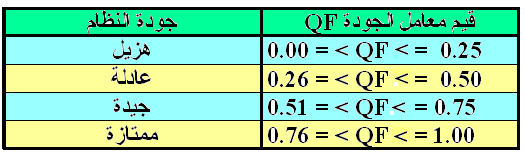 قيم معامل الجودة QF جودة النظام
0.00 = < QF < = 0.25 هزيل
0.26 = < QF < = 0.50 عادلة
0.51 = < QF < = 0.75 جيدة
0.76 = < QF < = 1.00 ممتازة